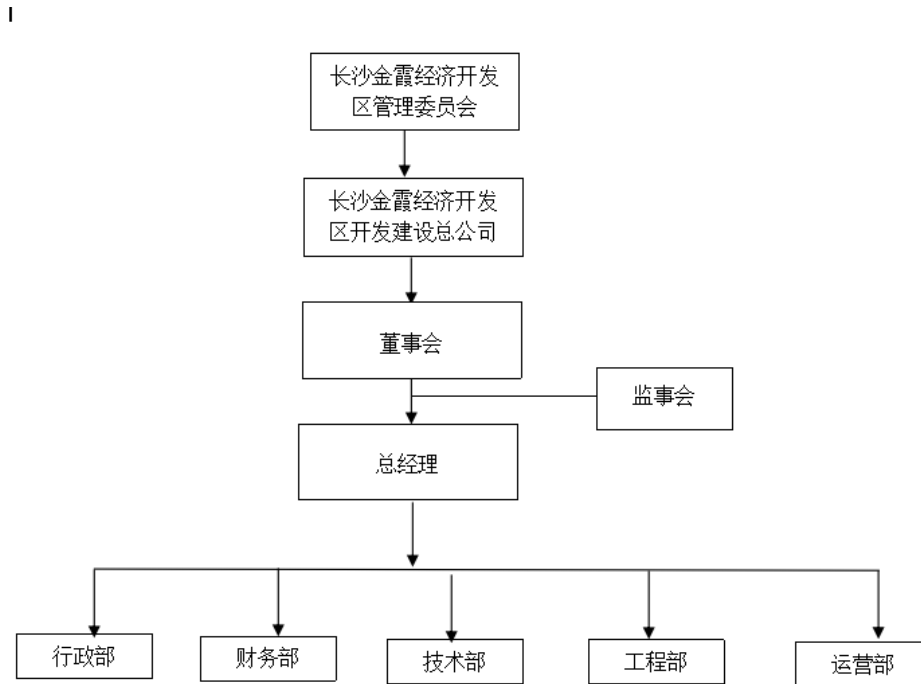 长沙金霞经济开发
区管理委员会
长沙金霞经济开发
区开发建设总公司
董事会
监事会
总经理
行政部
财务部
技术部
工程部
运营部